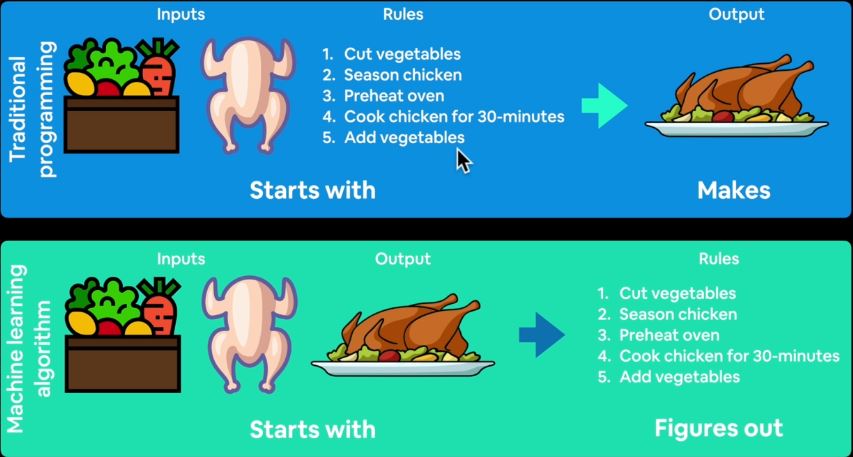 Inputs
Rules
Output
Traditional
programming
1. Cut vegetables
2. Season chicken
3. Preheat oven
4. Cook chicken for 30-minutes
5. Add vegetables
Starts with
Makes
Inputs
Output
Rules
Machine learning
algorithm
1. Cut vegetables
2. Season chicken
3. Preheat oven
4. Cook chicken for 30-minutes
5. Add vegetables
Starts with
Figures out